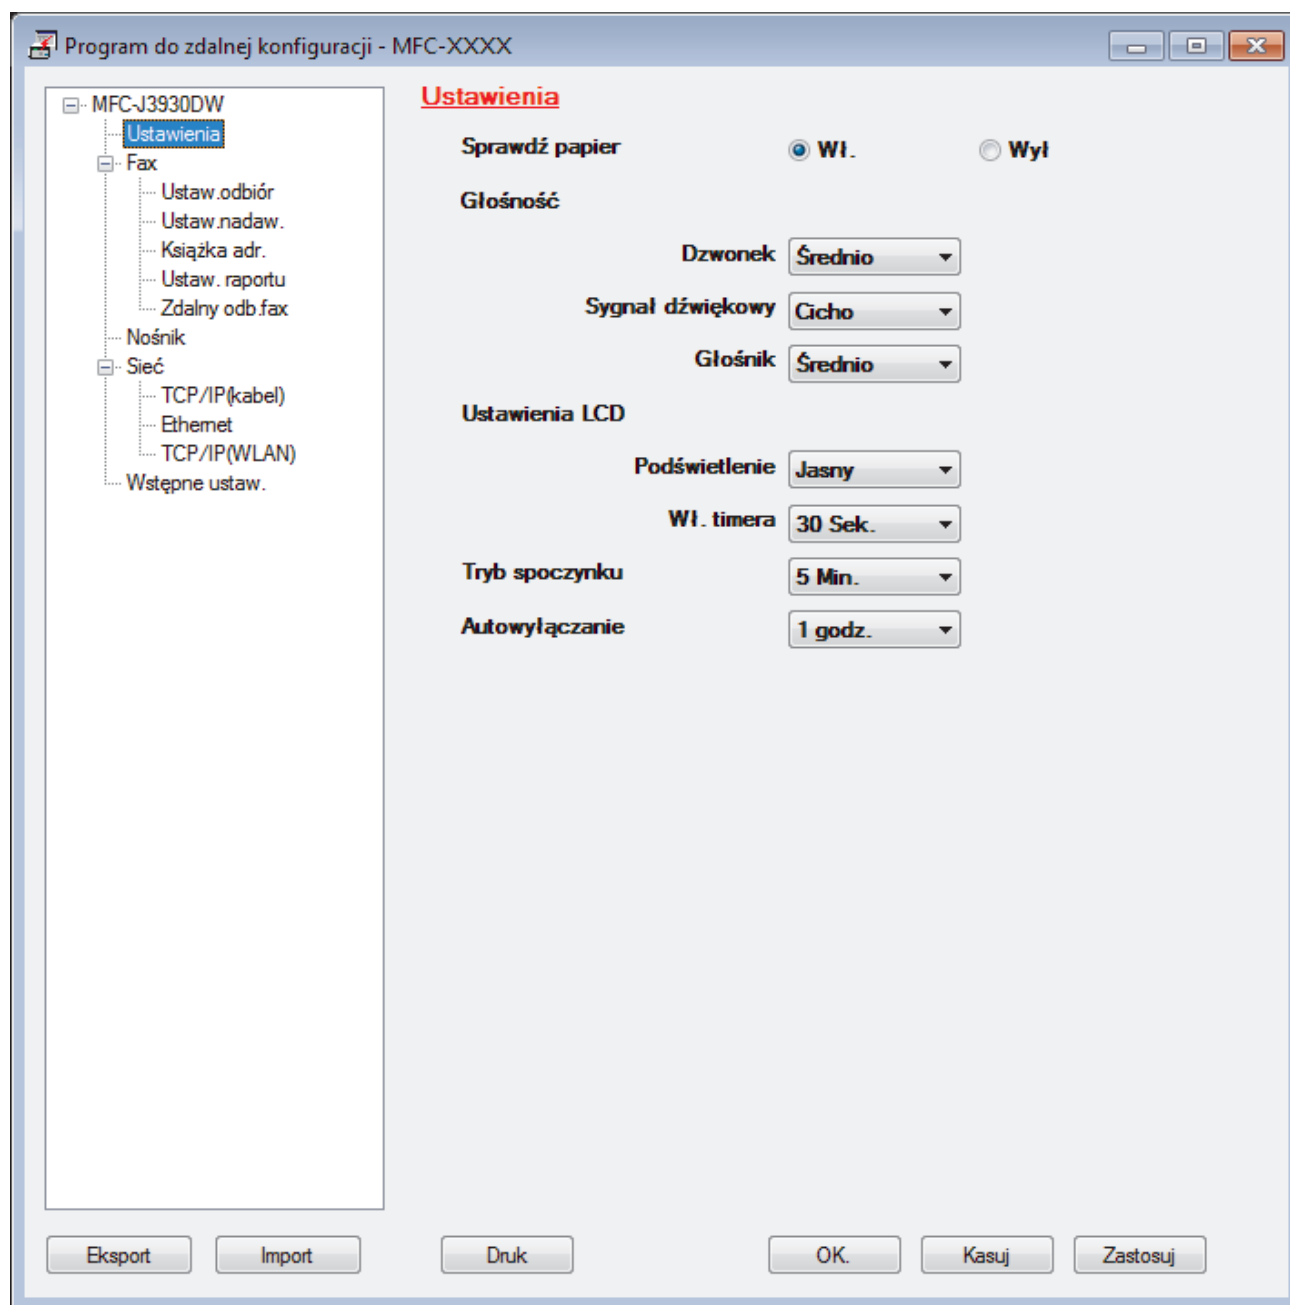 Program do zdalnej konfiguracji - MFC-XXXX
MFC-J3930DW
Ustawienia
Fax
Ustaw.odbiór
Ustaw.nadaw.
Książka adr.
Ustaw. raportu
Zdalny odb.fax
Nośnik
Sieć
TCP/IP(kabel)
Ethernet
TCP/IP(WLAN)
Wstępne ustaw.
Ustawienia
Sprawdź papier Wł. Wył
Głośność
Dzwonek Średnio
Sygnał dźwiękowy Cicho
Głośnik Średnio
Ustawienia LCD
Podświetlenie Jasny
Wł. timera 30 Sek.
Tryb spoczynku 5 Min.
Autowyłączanie 1 godz.
Eksport Import Druk OK. Kasuj Zastosuj